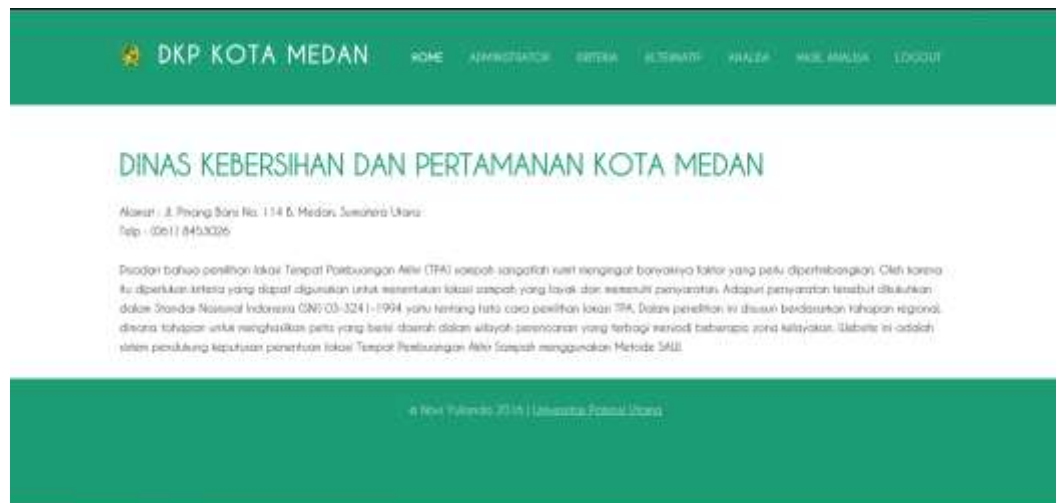 DKP KOTA MEDAN HOME ADMINISTRATOR KRITERIA ALTERNATIF ANALISA HASIL ANALISA LOGOUT
DINAS KEBERSIHAN DAN PERTAMANAN KOTA MEDAN
Alamat : Jl. Pinang Baris No. 114 B, Medan, Sumatera Utara
Telp : (061) 8453026
Disadari bahwa pemilihan lokasi Tempat Pembuangan Akhir (TPA) sampah sangatlah rumit mengingat banyaknya faktor yang perlu dipertimbangkan. Oleh karena
itu diperlukan kriteria yang dapat digunakan untuk menentukan lokasi sampah yang layak dan memenuhi persyaratan. Adapun persyaratan tersebut dibutuhkan
dalam Standar Nasional Indonesia (SNI) 03-3241-1994 yaitu tentang tata cara pemilihan lokasi TPA. Dalam penelitian ini disusun berdasarkan tahapan regional,
dimana tahapan untuk menghasilkan peta yang berisi daerah dalam wilayah perencanaan yang terbagi menjadi beberapa zona kelayakan. Website ini adalah
sistem pendukung keputusan penentuan lokasi Tempat Pembuangan Akhir Sampah menggunakan Metode SAW.
© Novi Yulianda 2016 | Universitas Potensi Utama